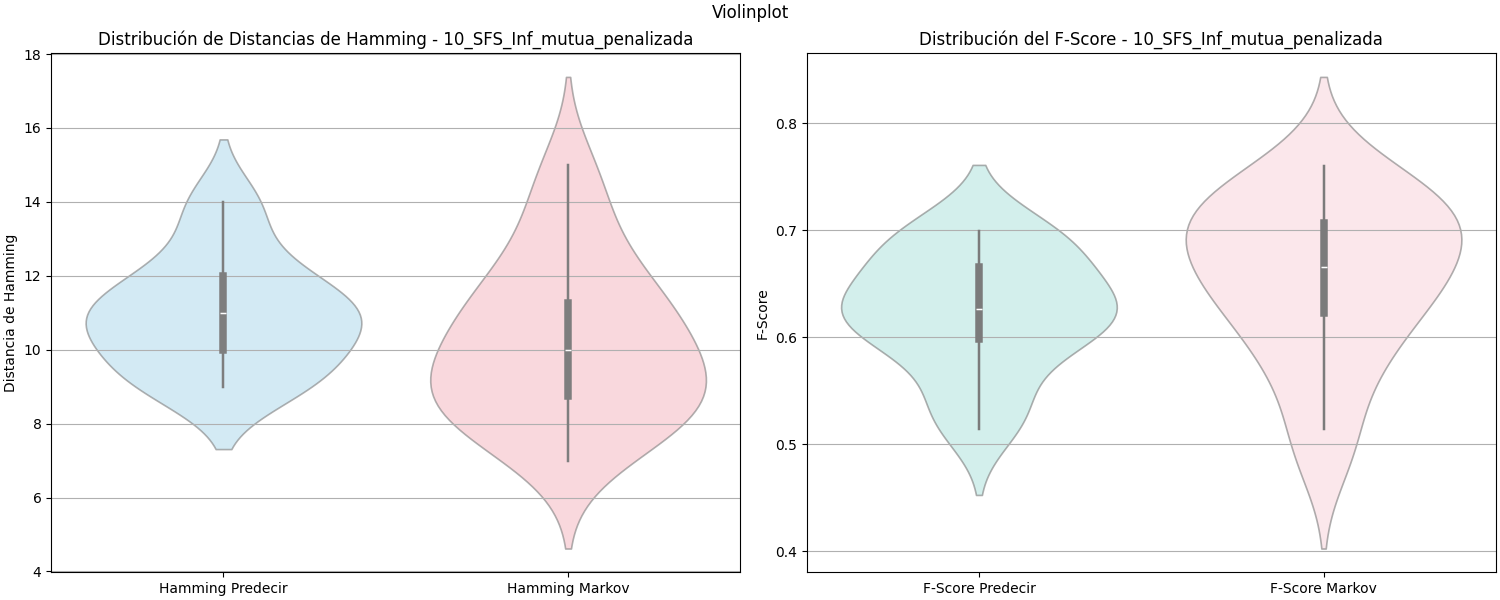 Violinplot
Distribución de Distancias de Hamming - 10_SFS_Inf_mutua_penalizada
18
16
14
12
10
8
6
4
Distancia de Hamming
Hamming Predecir
Hamming Markov
Distribución del F-Score - 10_SFS_Inf_mutua_penalizada
0.8
0.7
0.6
0.5
0.4
F-Score
F-Score Predecir
F-Score Markov